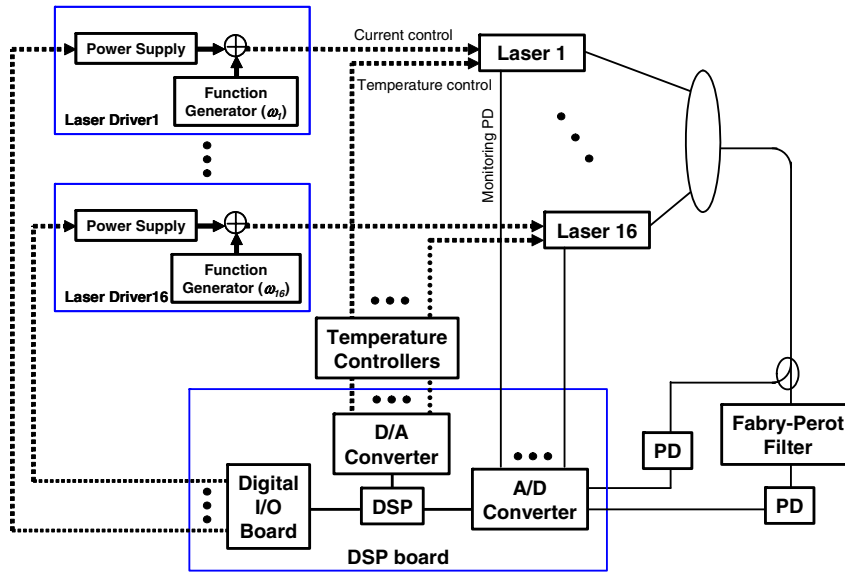 Power Supply
Function
Generator (ω1)
Laser Driver1
Current control
Temperature control
Laser 1
Monitoring PD
Power Supply
Function
Generator (ω16)
Laser Driver16
Laser 16
Temperature
Controllers
D/A
Converter
Digital
I/O
Board
DSP
A/D
Converter
DSP board
PD
Fabry-Perot
Filter
PD